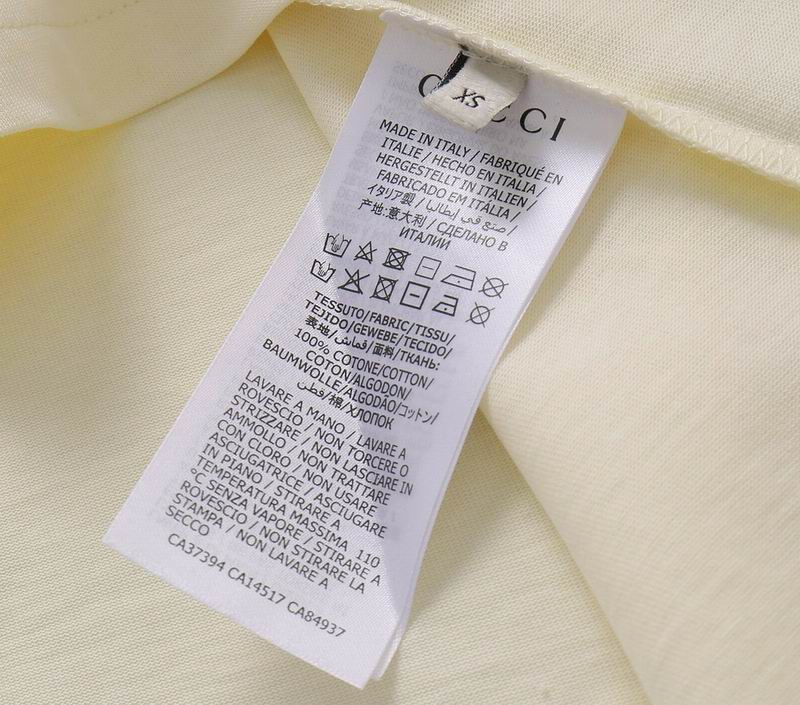 XS
MADE IN ITALY / FABRIQUÉ EN
ITALIE / HECHO EN ITALIA /
HERGESTELLT IN ITALIEN /
FABRICADO EM ITÁLIA /
イタリア製 / صنع في إيطاليا /
产地:意大利 / СДЕЛАНО В
ИТАЛИИ
TESSUTO/FABRIC/TISSU/
TEJIDO/GEWEBE/TECIDO/
表地/قماش/面料/ТКАНЬ:
100% COTONE/COTTON/
COTON/ALGODON/
BAUMWOLLE/ALGODÃO/コットン/
قطن/棉/ХЛОПОК
LAVARE A MANO / LAVARE A
ROVESCIO / NON TORCERE O
STRIZZARE / NON LASCIARE IN
AMMOLLO / NON TRATTARE
CON CLORO / NON USARE
ASCIUGATRICE / ASCIUGARE
IN PIANO / STIRARE A
TEMPERATURA MASSIMA 110
°C SENZA VAPORE / STIRARE A
ROVESCIO / NON STIRARE LA
STAMPA / NON LAVARE A
SECCO
CA37394 CA14517 CA84937